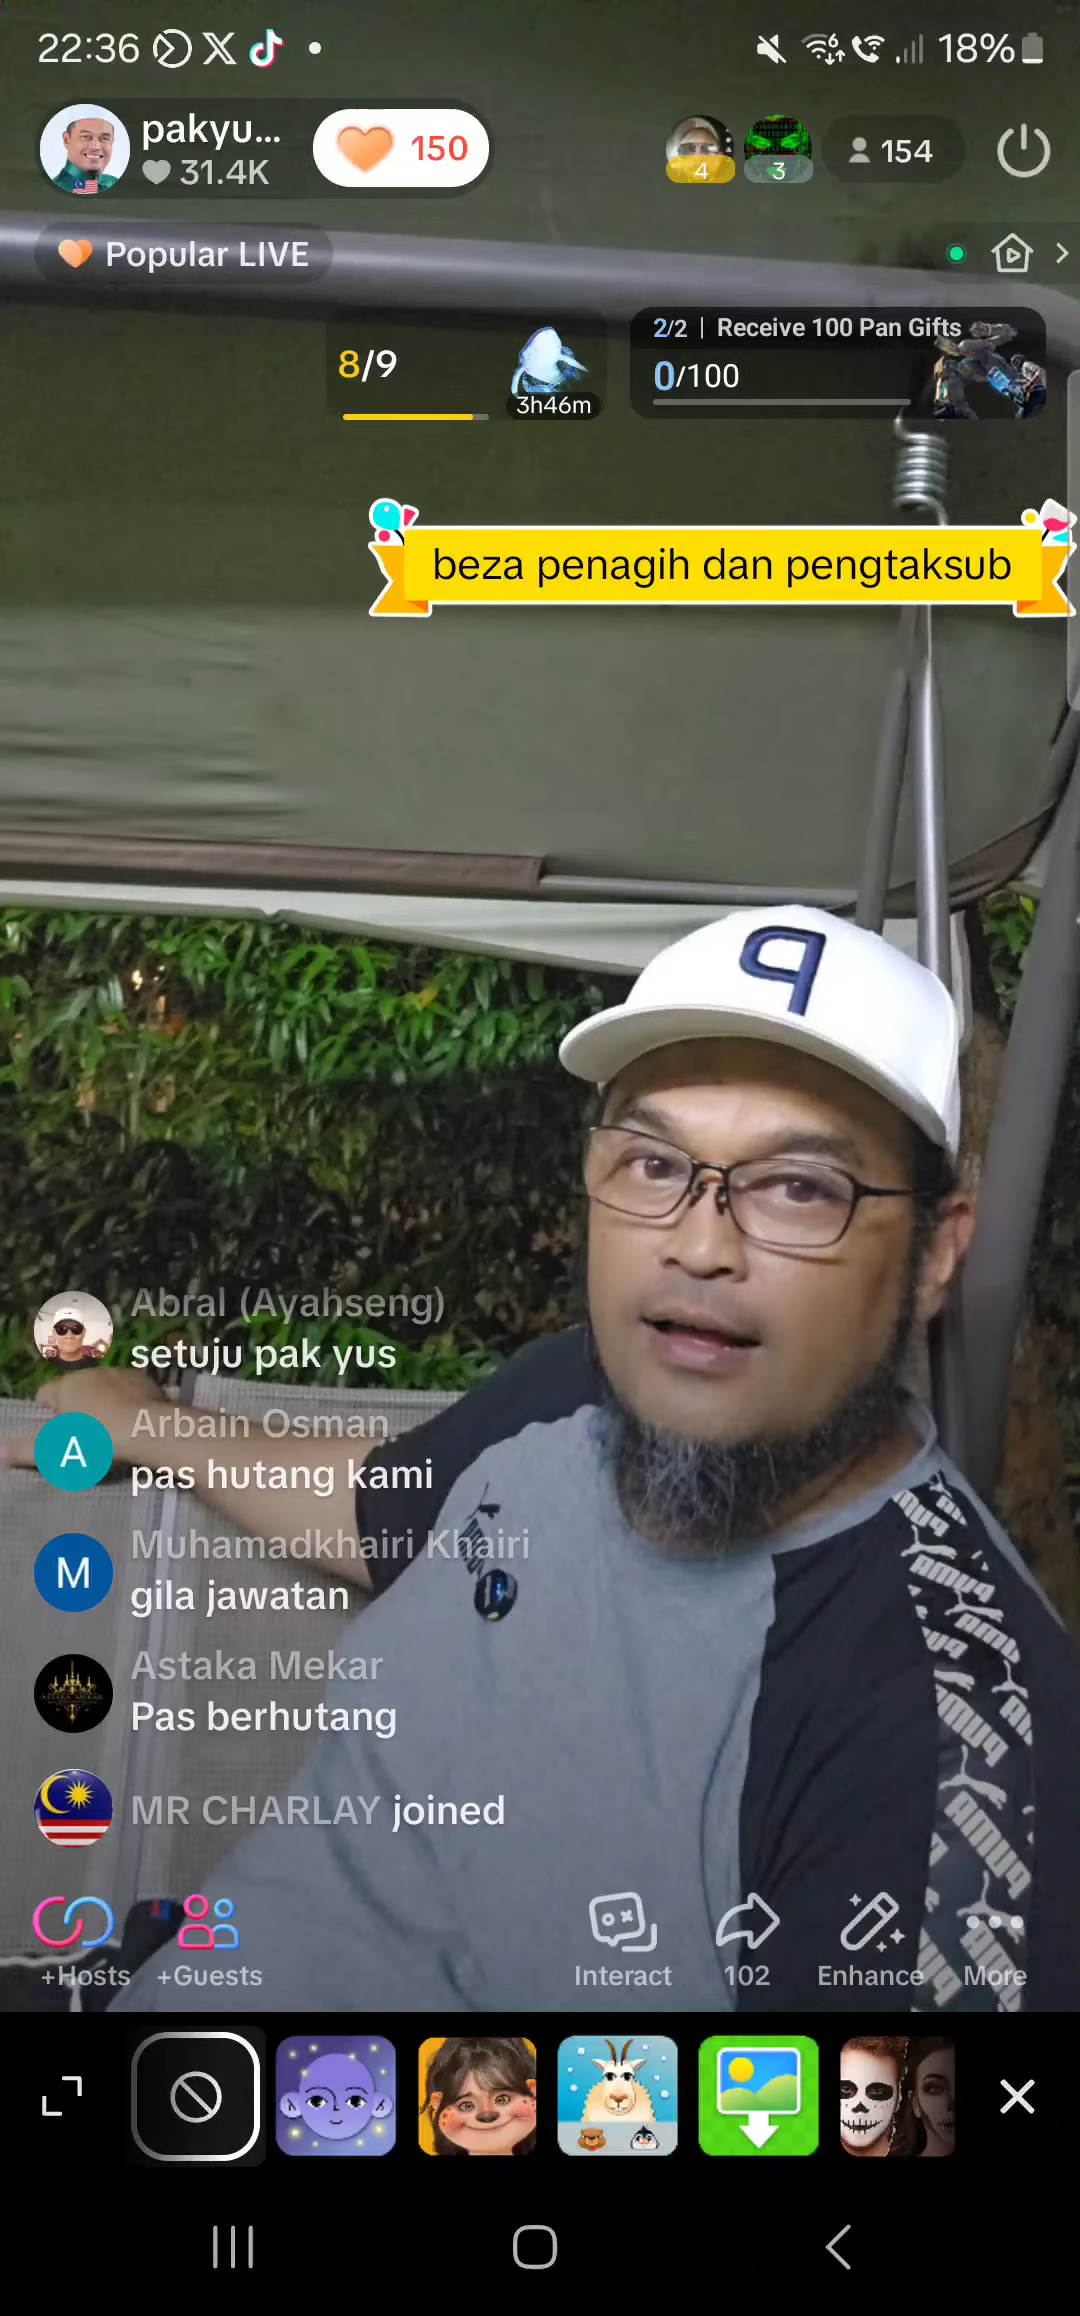 22:36
18%
pakyu...
31.4K
150
4
3
154
Popular LIVE
8/9
3h46m
2/2 | Receive 100 Pan Gifts
0/100
beza penagih dan pengtaksub
Abral (Ayahseng)
setuju pak yus
A
Arbain Osman
pas hutang kami
M
Muhamadkhairi Khairi
gila jawatan
Astaka Mekar
Pas berhutang
MR CHARLAY joined
+Hosts
+Guests
Interact
102
Enhance
More